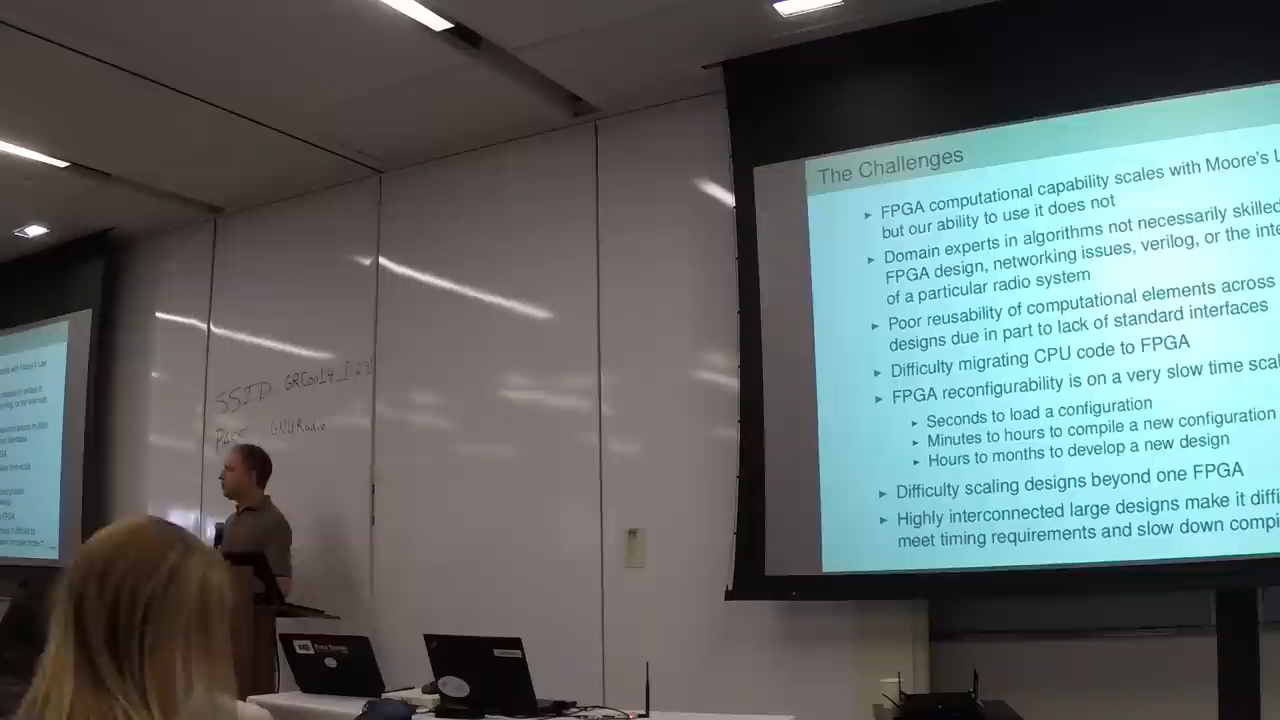 The Challenges
► FPGA computational capability scales with Moore's
but our ability to use it does not
► Domain experts in algorithms not necessarily skilled
FPGA design, networking issues, verilog, or the
of a particular radio system
► Poor reusability of computational elements across
designs due in part to lack of standard interfaces
► Difficulty migrating CPU code to FPGA
► FPGA reconfigurability is on a very slow time
► Seconds to load a configuration
► Minutes to hours to compile a new configuration
► Hours to months to develop a new design
► Difficulty scaling designs beyond one FPGA
► Highly interconnected large designs make it
meet timing requirements and slow down
SSID
PASS GNURadio